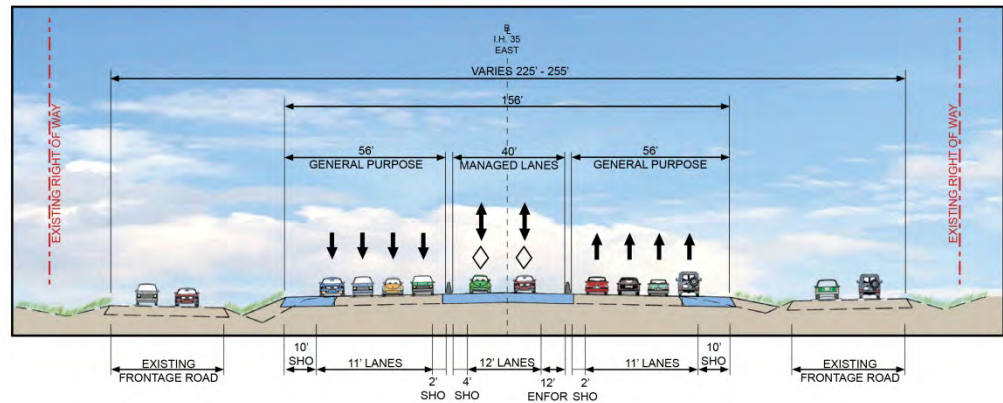 ℄
I.H. 35
EAST
VARIES 225' - 255'
156'
56'
GENERAL PURPOSE
40'
MANAGED LANES
56'
GENERAL PURPOSE
EXISTING RIGHT OF WAY
EXISTING RIGHT OF WAY
EXISTING
FRONTAGE ROAD
10'
SHO
11' LANES
2'
SHO
4'
SHO
12' LANES
12'
ENFOR
2'
SHO
11' LANES
10'
SHO
EXISTING
FRONTAGE ROAD